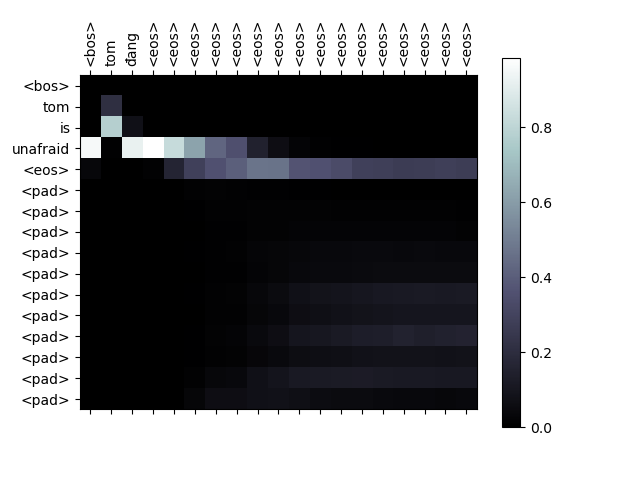 <bos> tom đang <eos> <eos> <eos> <eos> <eos> <eos> <eos> <eos> <eos> <eos> <eos> <eos> <eos> <eos> <eos> <eos>
<bos>
tom
is
unafraid
<eos>
<pad>
<pad>
<pad>
<pad>
<pad>
<pad>
<pad>
<pad>
<pad>
<pad>
<pad>
0.8
0.6
0.4
0.2
0.0